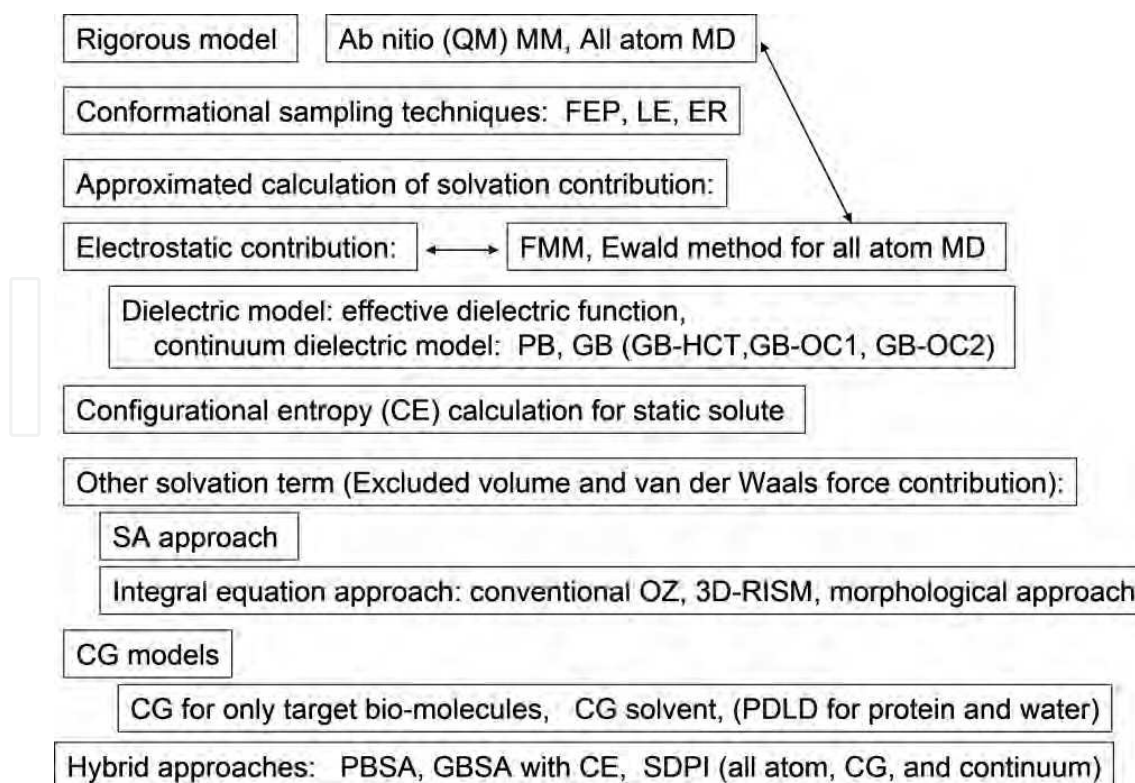 Rigorous model Ab nitio (QM) MM, All atom MD
Conformational sampling techniques: FEP, LE, ER
Approximated calculation of solvation contribution:
Electrostatic contribution: FMM, Ewald method for all atom MD
Dielectric model: effective dielectric function,
continuum dielectric model: PB, GB (GB-HCT,GB-OC1, GB-OC2)
Configurational entropy (CE) calculation for static solute
Other solvation term (Excluded volume and van der Waals force contribution):
SA approach
Integral equation approach: conventional OZ, 3D-RISM, morphological approach
CG models
CG for only target bio-molecules, CG solvent, (PDLD for protein and water)
Hybrid approaches: PBSA, GBSA with CE, SDPI (all atom, CG, and continuum)